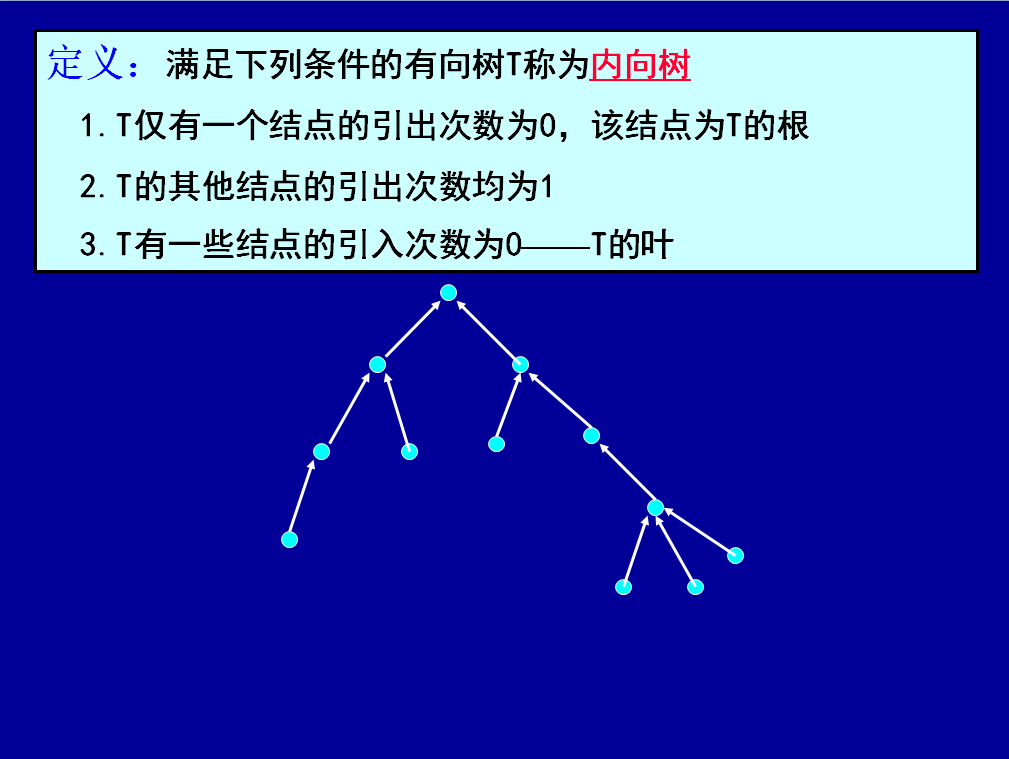 定义：满足下列条件的有向树T称为内向树
1.T仅有一个结点的引出次数为0，该结点为T的根
2.T的其他结点的引出次数均为1
3.T有一些结点的引入次数为0——T的叶